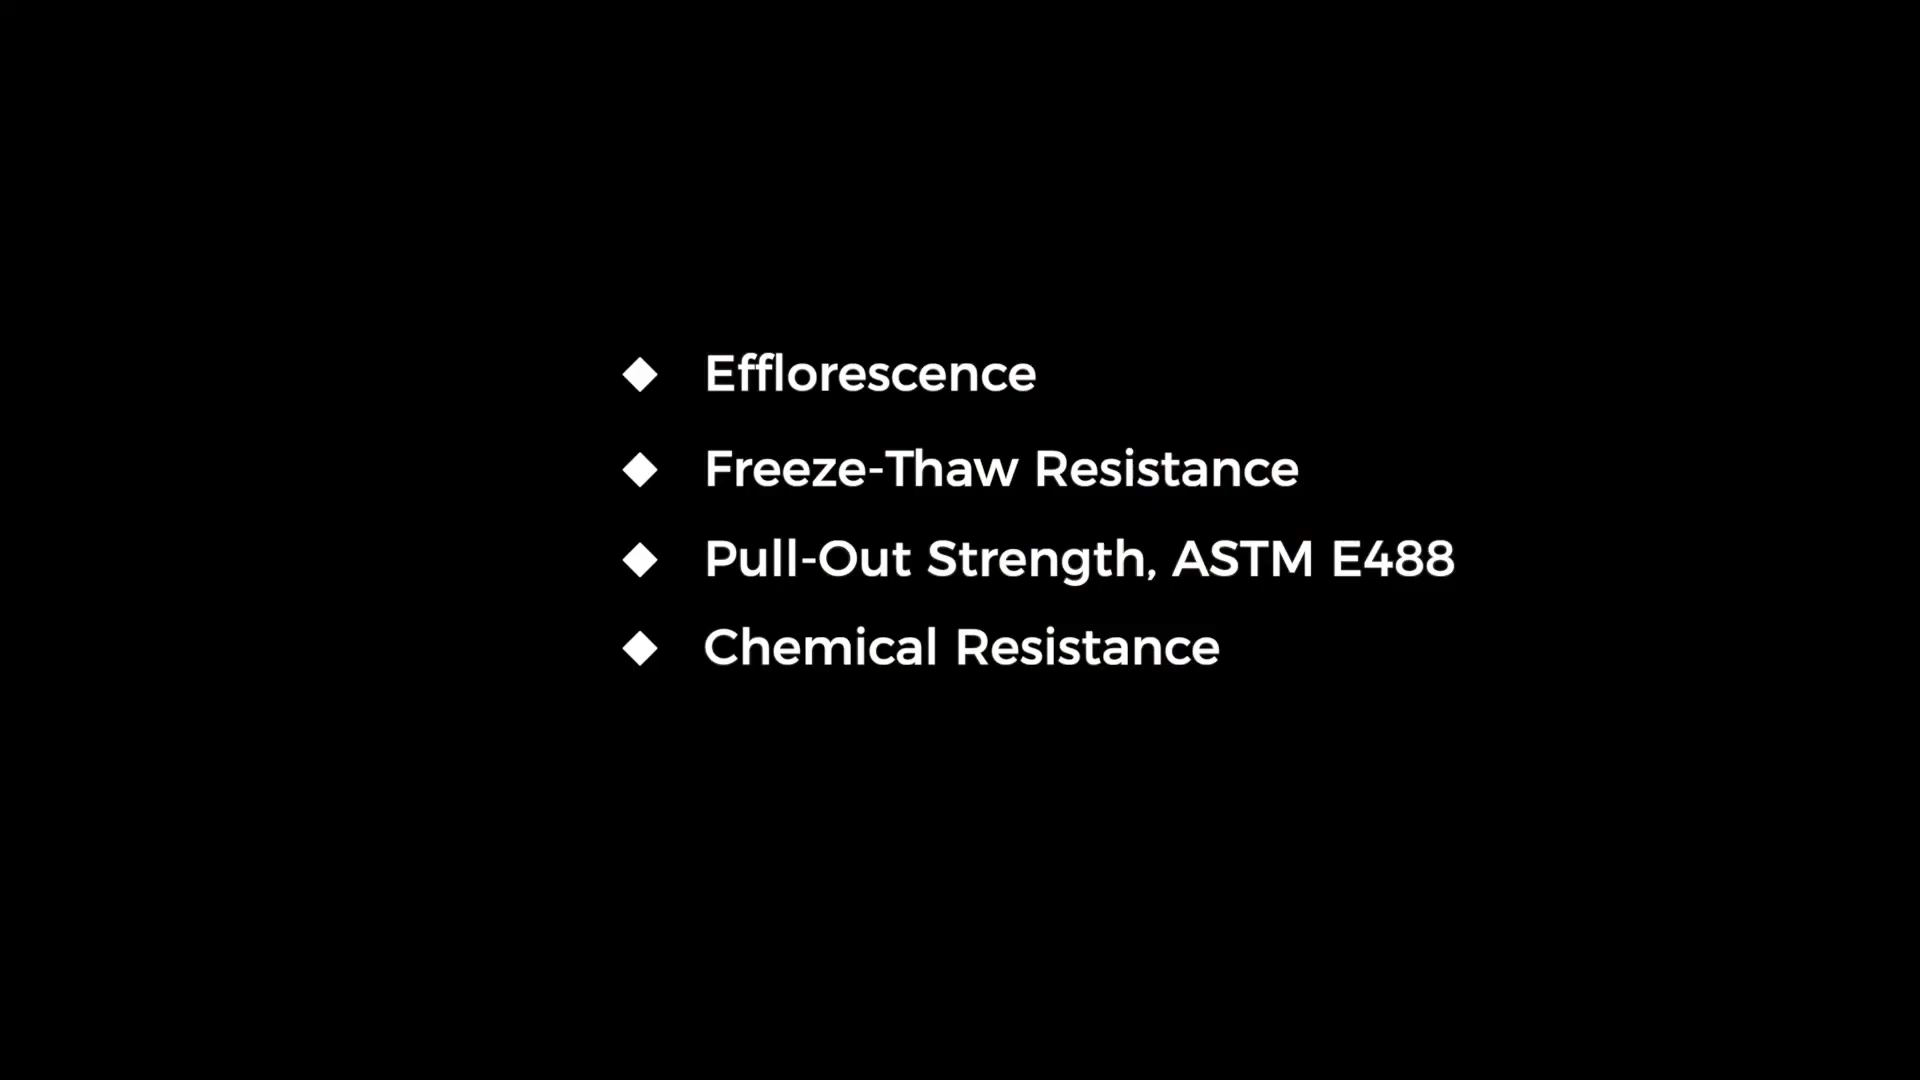 ◆ Efflorescence
◆ Freeze-Thaw Resistance
◆ Pull-Out Strength, ASTM E488
◆ Chemical Resistance